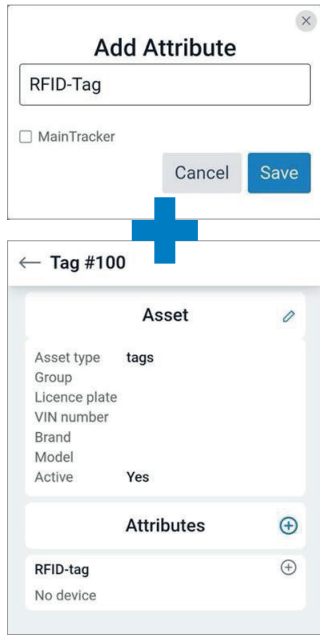 Add Attribute
RFID-Tag
MainTracker
Cancel Save
Tag #100
Asset
Asset type tags
Group
Licence plate
VIN number
Brand
Model
Active Yes
Attributes
RFID-tag
No device